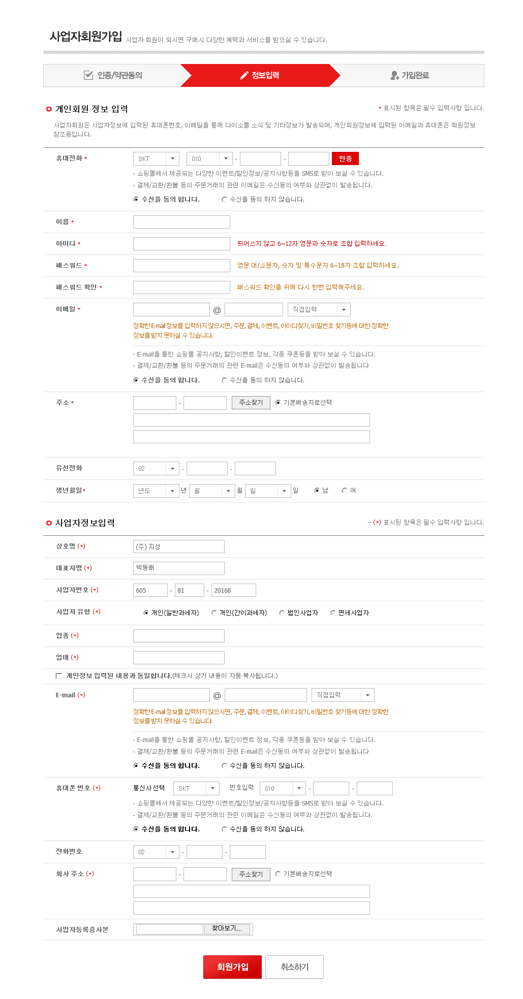 사업자회원가입 사업자 회원이 되시면 구매시 다양한 혜택과 서비스를 받으실 수 있습니다.
인증/약관동의 정보입력 가입완료
개인회원 정보 입력 * 표시된 항목은 필수 입력사항 입니다.
사업자회원은 사업자정보에 입력된 휴대폰번호, 이메일을 통해 다이소몰 소식 및 기타정보가 발송되며, 개인회원정보에 입력된 이메일과 휴대폰은 회원정보
참조용입니다.
휴대전화 * SKT 010 - - 인증
- 쇼핑몰에서 제공되는 다양한 이벤트/할인정보/공지사항등을 SMS로 받아 보실 수 있습니다.
- 결제/교환/환불 등의 주문거래의 관련 이메일은 수신동의 여부와 상관없이 발송됩니다.
수신을 동의 합니다. 수신을 동의 하지 않습니다.
이름 *
아이디 * 띄어쓰지 않고 6~12자 영문과 숫자로 조합 입력하세요.
패스워드 * 영문 대/소문자, 숫자 및 특수문자 6~18자 조합 입력하세요.
패스워드 확인 * 패스워드 확인을 위해 다시 한번 입력해주세요.
이메일 * @ 직접입력
정확한 E-mail 정보를 입력하지 않으시면, 주문, 결제, 이벤트, 아이디찾기, 비밀번호 찾기등에 대한 정확한
정보를 받지 못하실 수 있습니다.
- E-mail을 통한 쇼핑몰 공지사항, 할인이벤트 정보, 각종 쿠폰등을 받아 보실 수 있습니다.
- 결제/교환/환불 등의 주문거래의 관련 E-mail은 수신동의 여부와 상관없이 발송됩니다
수신을 동의 합니다. 수신을 동의 하지 않습니다.
주소 * - 주소찾기 기본배송지로선택
유선전화 02 - -
생년월일* 년도 년 월 월 일 일 남 여
사업자정보입력 - (*) 표시된 항목은 필수 입력사항 입니다.
상호명 (*) (주) 지성
대표자명 (*) 박동배
사업자번호 (*) 605 - 81 - 20168
사업자 유형 (*) 개인(일반과세자) 개인(간이과세자) 법인사업자 면세사업자
업종 (*)
업태 (*)
개인정보 입력된 내용과 동일합니다.(체크시 상기 내용이 자동 복사됩니다.)
E-mail (*) @ 직접입력
정확한 E-mail 정보를 입력하지 않으시면, 주문, 결제, 이벤트, 아이디찾기, 비밀번호 찾기등에 대한 정확한
정보를 받지 못하실 수 있습니다.
- E-mail을 통한 쇼핑몰 공지사항, 할인이벤트 정보, 각종 쿠폰등을 받아 보실 수 있습니다.
- 결제/교환/환불 등의 주문거래의 관련 E-mail은 수신동의 여부와 상관없이 발송됩니다
수신을 동의 합니다. 수신을 동의 하지 않습니다.
휴대폰 번호 (*) 통신사 선택 SKT 번호입력 010 - -
- 쇼핑몰에서 제공되는 다양한 이벤트/할인정보/공지사항등을 SMS로 받아 보실 수 있습니다.
- 결제/교환/환불 등의 주문거래의 관련 이메일은 수신동의 여부와 상관없이 발송됩니다.
수신을 동의 합니다. 수신을 동의 하지 않습니다.
전화번호 02 - -
회사 주소 (*) - 주소찾기 기본배송지로선택
사업자등록증사본 찾아보기...
회원가입 취소하기